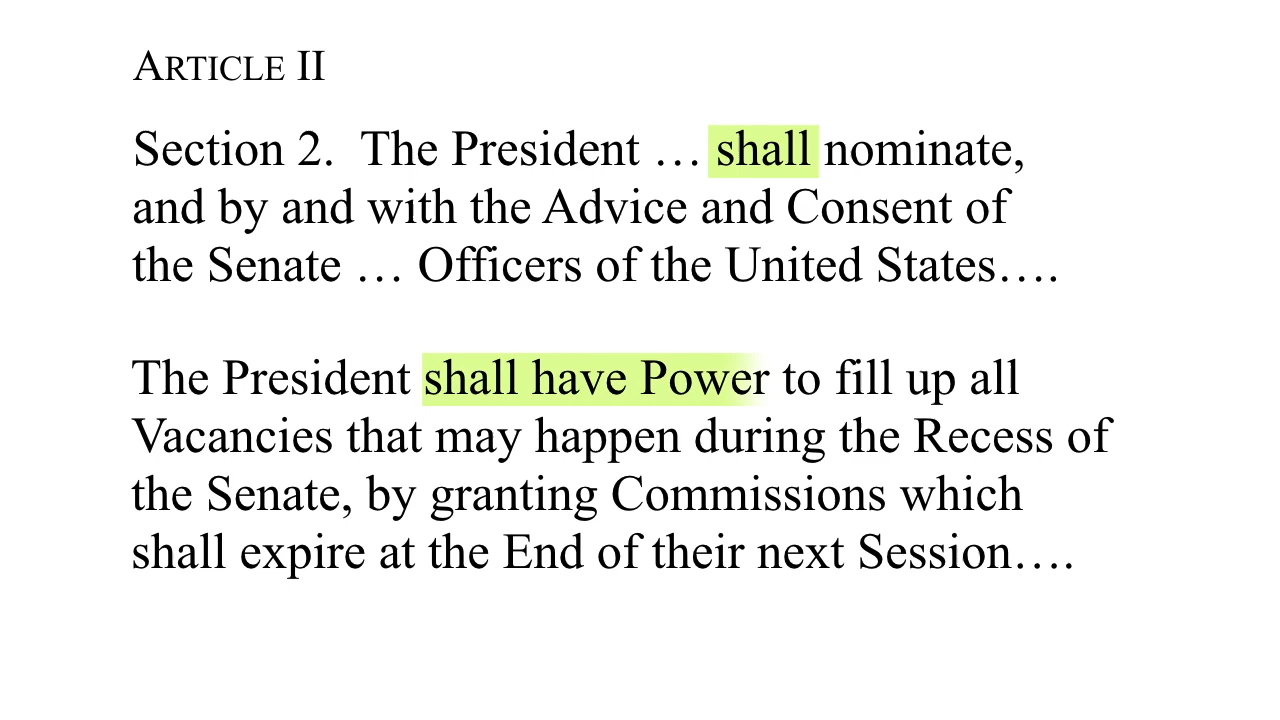 ARTICLE II
Section 2. The President … shall nominate,
and by and with the Advice and Consent of
the Senate … Officers of the United States….
The President shall have Power to fill up all
Vacancies that may happen during the Recess of
the Senate, by granting Commissions which
shall expire at the End of their next Session….